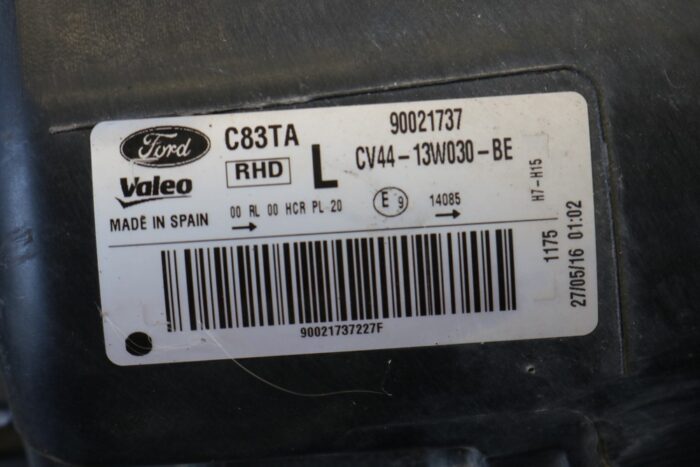 Ford
C83TA
90021737
Valeo
RHD
L
CV44-13W030-BE
MADE IN SPAIN
00 RL 00 HCR PL 20
E 9
14085
H7-H15
1175
27/05/16 01:02
90021737227F